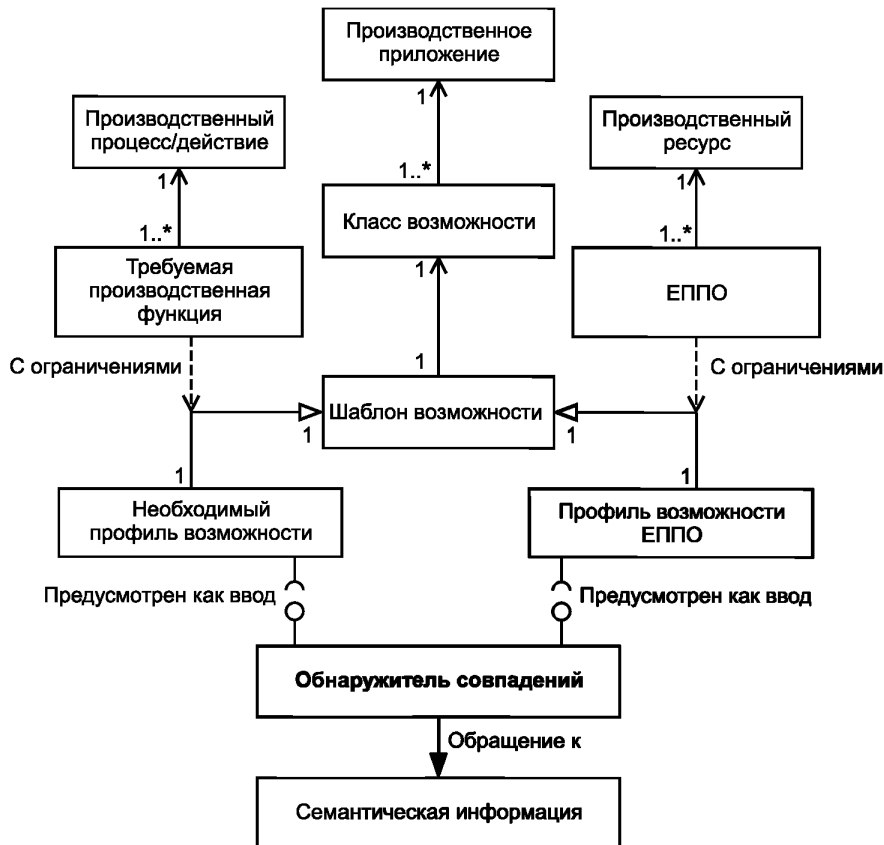 Производственное
приложение
Производственный
процесс/действие
Производственный
ресурс
1
1
1
1..*
1..*
1..*
Класс возможности
Требуемая
производственная
функция
ЕППО
1
С ограничениями
С ограничениями
1
Шаблон возможности
1
1
1
1
Необходимый
профиль возможности
Профиль возможности
ЕППО
Предусмотрен как ввод
Предусмотрен как ввод
Обнаружитель совпадений
Обращение к
Семантическая информация